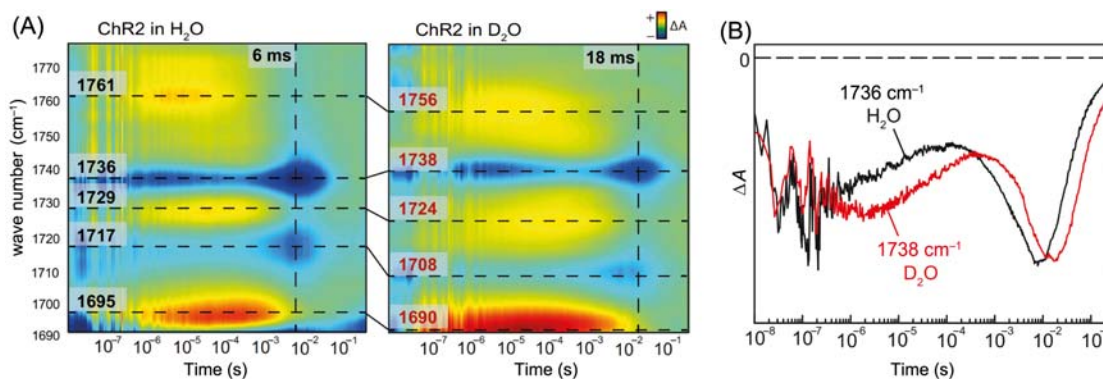 (A)
ChR2 in H₂O
ChR2 in D₂O
+
−
ΔA
(B)
wave number (cm⁻¹)
1770
1760
1750
1740
1730
1720
1710
1700
1690
6 ms
1761
1736
1729
1717
1695
10⁻⁷ 10⁻⁶ 10⁻⁵ 10⁻⁴ 10⁻³ 10⁻² 10⁻¹
Time (s)
18 ms
1756
1738
1724
1708
1690
10⁻⁷ 10⁻⁶ 10⁻⁵ 10⁻⁴ 10⁻³ 10⁻² 10⁻¹
Time (s)
0
ΔA
1736 cm⁻¹
H₂O
1738 cm⁻¹
D₂O
10⁻⁸ 10⁻⁷ 10⁻⁶ 10⁻⁵ 10⁻⁴ 10⁻³ 10⁻² 10⁻¹
Time (s)